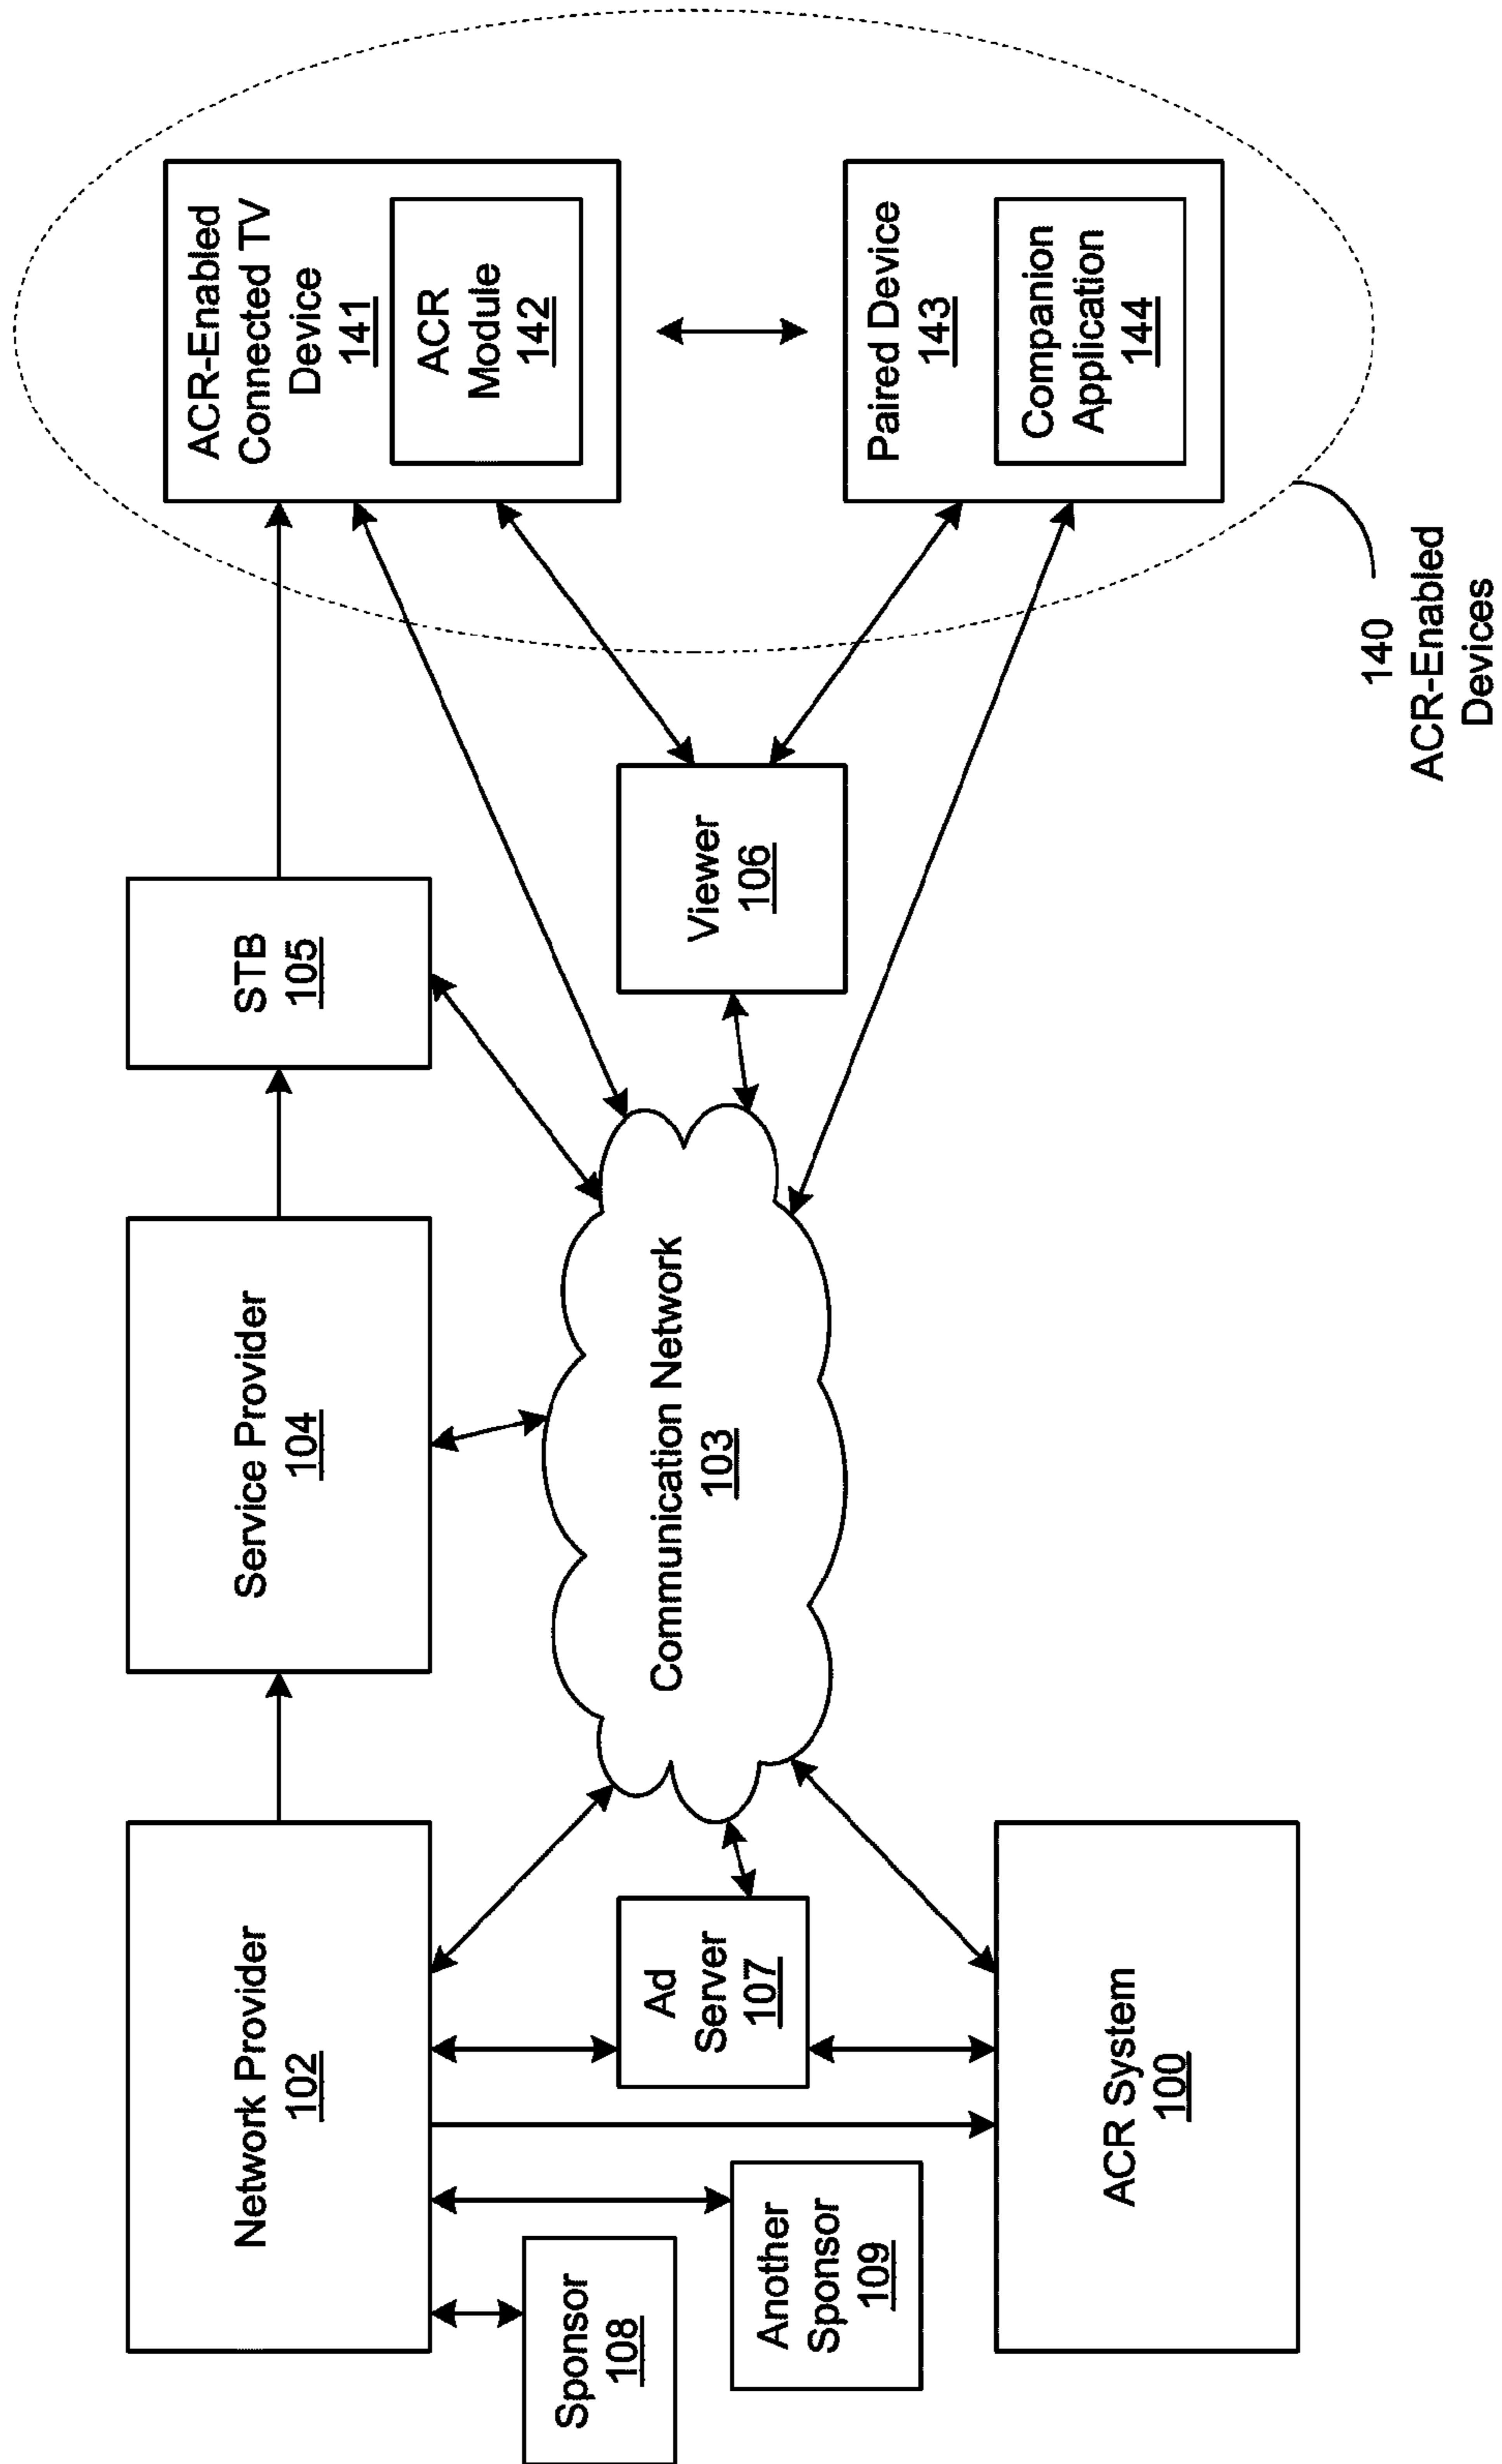 Network Provider
102
Service Provider
104
STB
105
ACR-Enabled
Connected TV
Device
141
ACR
Module
142
Sponsor
108
Another
Sponsor
109
Ad
Server
107
Communication Network
103
Viewer
106
Paired Device
143
Companion
Application
144
ACR System
100
140
ACR-Enabled
Devices